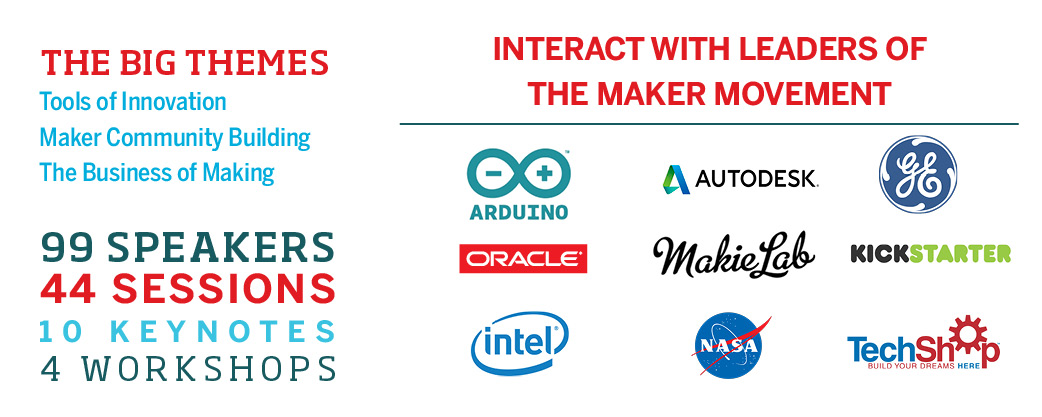 THE BIG THEMES
Tools of Innovation
Maker Community Building
The Business of Making
99 SPEAKERS
44 SESSIONS
10 KEYNOTES
4 WORKSHOPS
INTERACT WITH LEADERS OF
THE MAKER MOVEMENT
ARDUINO
AUTODESK.
GE
ORACLE
MakieLab
KICKSTARTER
intel
NASA
TechShop
BUILD YOUR DREAMS HERE